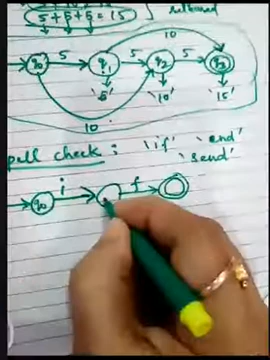 5 + 5 + 5 = 15
10
q0 5 q1 5 q2 5 q3
'5' '10' '15'
10
pell check : 'if' 'end'
'send'
q0 i f